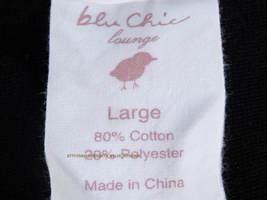 blu Chic
lounge
Large
80% Cotton
20% Polyester
Made in China